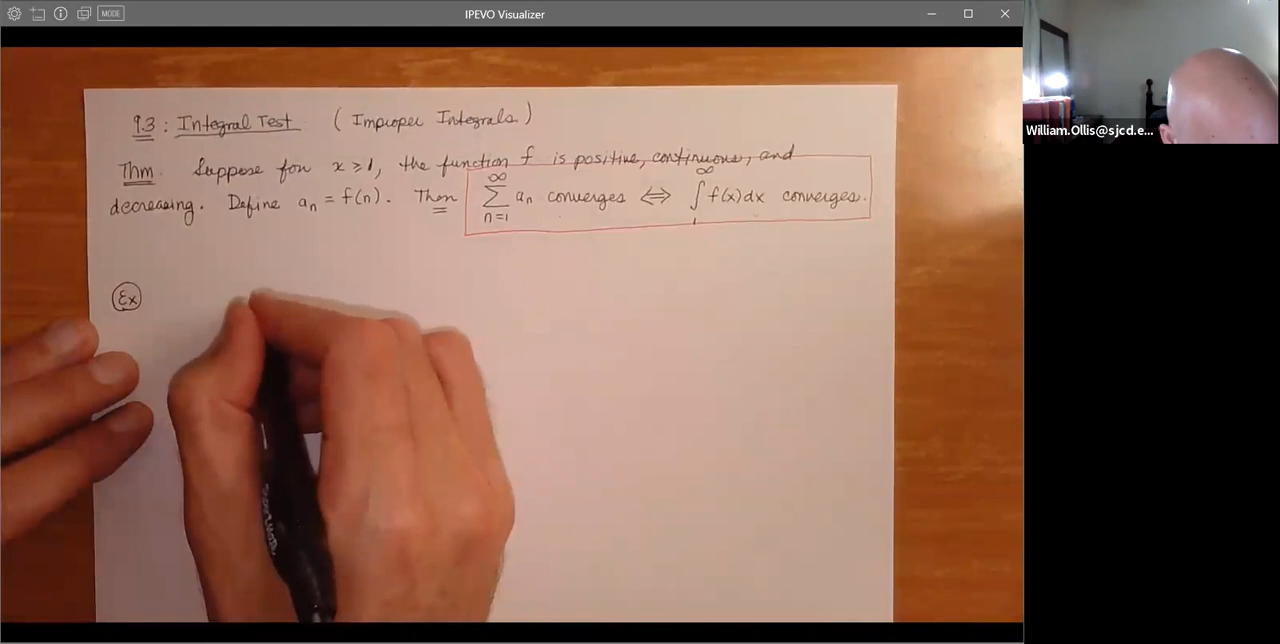 MODE
IPEVO Visualizer
William.Ollis@sjcd.e...
9.3 : Integral Test ( Improper Integrals )
Thm. Suppose for x ≥ 1, the function f is positive, continuous, and
decreasing. Define aₙ = f(n). Then ∑_{n=1}^{∞} aₙ converges ⟺ ∫_{1}^{∞} f(x)dx converges.
Ex